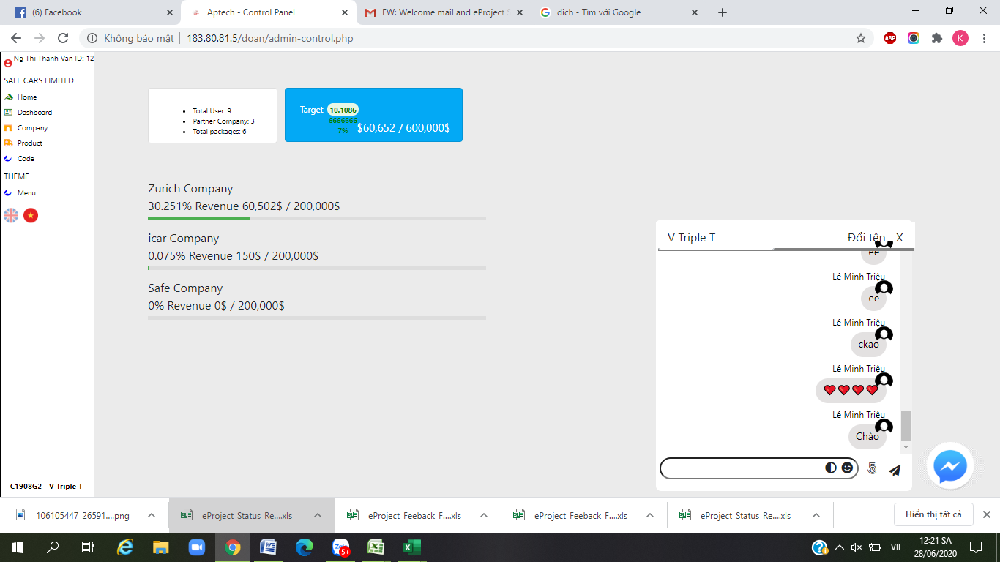 (6) Facebook
Aptech - Control Panel
FW: Welcome mail and eProject S
dich - Tìm với Google
Không bảo mật
183.80.81.5/doan/admin-control.php
ABP
K
Ng Thi Thanh Van ID: 12
SAFE CARS LIMITED
Home
Dashboard
Company
Product
Code
THEME
Menu
C1908G2 - V Triple T
Total User: 9
Partner Company: 3
Total packages: 6
Target 10.1086
6666666
7%
$60,652 / 600,000$
Zurich Company
30.251% Revenue 60,502$ / 200,000$
icar Company
0.075% Revenue 150$ / 200,000$
Safe Company
0% Revenue 0$ / 200,000$
V Triple T
Đổi tên
X
ee
Lê Minh Triệu
ee
Lê Minh Triệu
ckao
Lê Minh Triệu
Lê Minh Triệu
Chào
106105447_26591....png
eProject_Status_Re....xls
eProject_Feeback_F....xls
eProject_Feeback_F....xls
eProject_Status_Re....xls
Hiển thị tất cả
5+
VIE
12:21 SA
28/06/2020